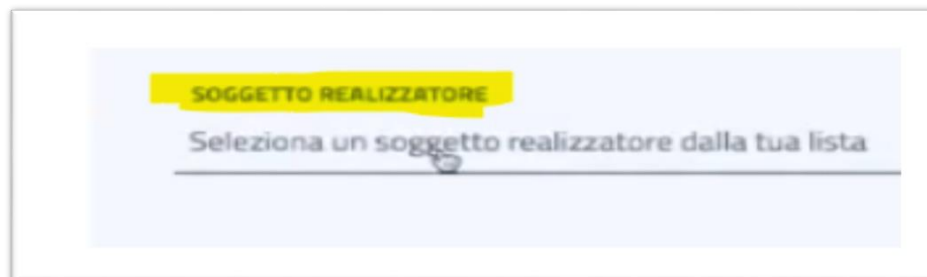 SOGGETTO REALIZZATORE
Seleziona un soggetto realizzatore dalla tua lista